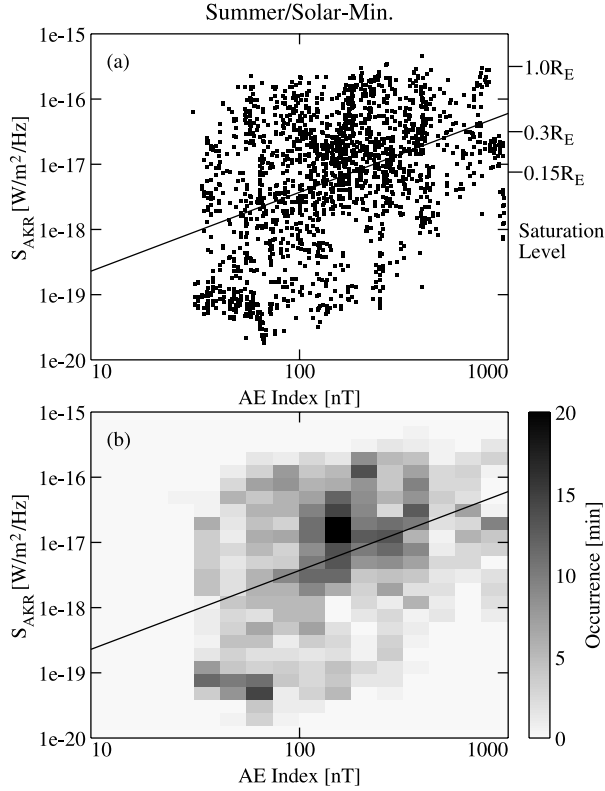 Summer/Solar-Min.
(a)
1e-15
1e-16
1e-17
1e-18
1e-19
1e-20
S_AKR [W/m²/Hz]
1.0R_E
0.3R_E
0.15R_E
Saturation
Level
10
100
1000
AE Index [nT]
(b)
1e-15
1e-16
1e-17
1e-18
1e-19
1e-20
S_AKR [W/m²/Hz]
10
100
1000
AE Index [nT]
20
15
10
5
0
Occurrence [min]